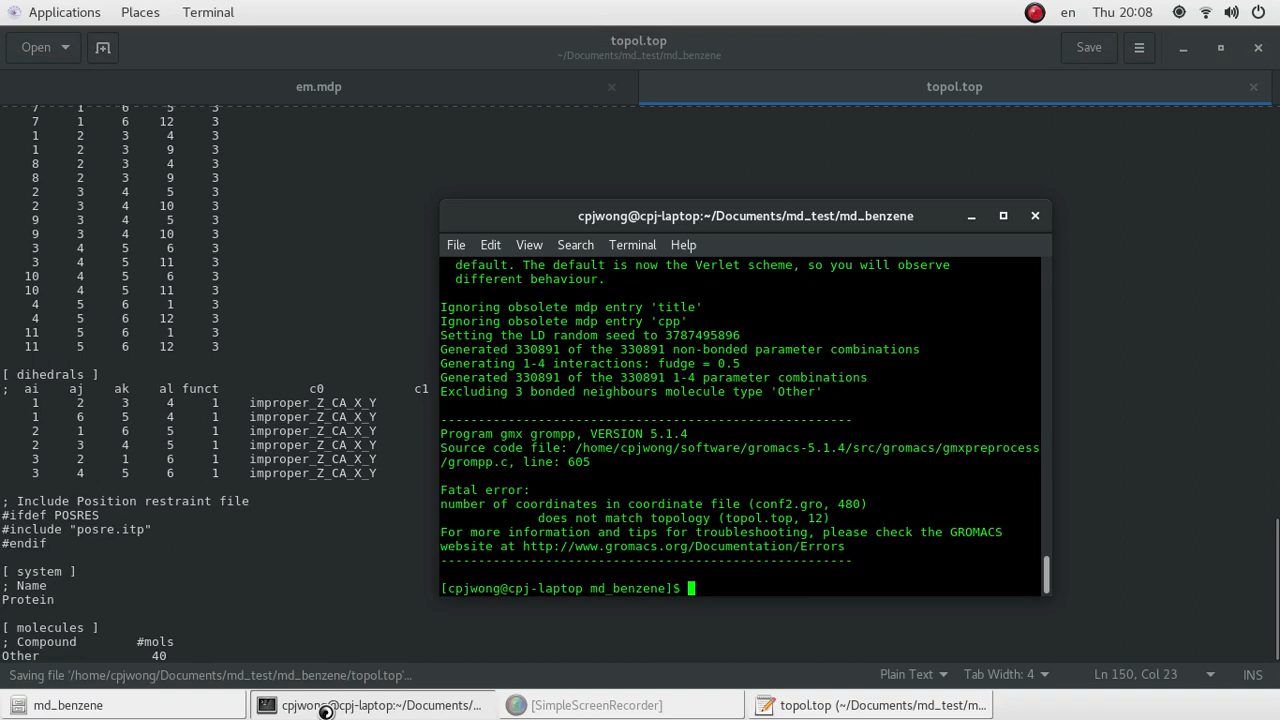 Applications Places Terminal en Thu 20:08
Open topol.top Save
~/Documents/md_test/md_benzene
em.mdp topol.top
7 1 6 5 3
7 1 6 12 3
1 2 3 4 3
1 2 3 9 3
8 2 3 4 3
8 2 3 9 3
2 3 4 5 3
2 3 4 10 3
9 3 4 5 3
9 3 4 10 3
3 4 5 6 3
3 4 5 11 3
10 4 5 6 3
10 4 5 11 3
4 5 6 1 3
4 5 6 12 3
11 5 6 1 3
11 5 6 12 3
[ dihedrals ]
; ai aj ak al funct c0 c1
1 2 3 4 1 improper_Z_CA_X_Y
1 6 5 4 1 improper_Z_CA_X_Y
2 1 6 5 1 improper_Z_CA_X_Y
2 3 4 5 1 improper_Z_CA_X_Y
3 2 1 6 1 improper_Z_CA_X_Y
3 4 5 6 1 improper_Z_CA_X_Y
; Include Position restraint file
#ifdef POSRES
#include "posre.itp"
#endif
[ system ]
; Name
Protein
[ molecules ]
; Compound #mols
Other 40
cpjwong@cpj-laptop:~/Documents/md_test/md_benzene
File Edit View Search Terminal Help
default. The default is now the Verlet scheme, so you will observe
different behaviour.
Ignoring obsolete mdp entry 'title'
Ignoring obsolete mdp entry 'cpp'
Setting the LD random seed to 3787495896
Generated 330891 of the 330891 non-bonded parameter combinations
Generating 1-4 interactions: fudge = 0.5
Generated 330891 of the 330891 1-4 parameter combinations
Excluding 3 bonded neighbours molecule type 'Other'
-------------------------------------------------------
Program gmx grompp, VERSION 5.1.4
Source code file: /home/cpjwong/software/gromacs-5.1.4/src/gromacs/gmxpreprocess
/grompp.c, line: 605
Fatal error:
number of coordinates in coordinate file (conf2.gro, 480)
does not match topology (topol.top, 12)
For more information and tips for troubleshooting, please check the GROMACS
website at http://www.gromacs.org/Documentation/Errors
-------------------------------------------------------
[cpjwong@cpj-laptop md_benzene]$
Saving file '/home/cpjwong/Documents/md_test/md_benzene/topol.top'... Plain Text Tab Width: 4 Ln 150, Col 23 INS
md_benzene cpjwong@cpj-laptop:~/Documents/... [SimpleScreenRecorder] topol.top (~/Documents/md_test/m...